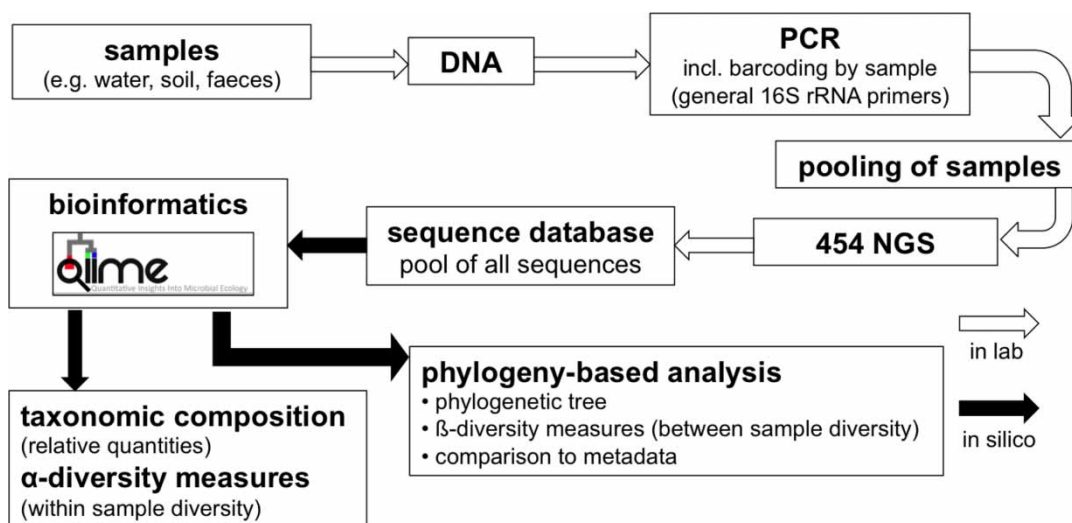 samples
(e.g. water, soil, faeces)
DNA
PCR
incl. barcoding by sample
(general 16S rRNA primers)
pooling of samples
454 NGS
sequence database
pool of all sequences
bioinformatics
qiime
Quantitative Insights Into Microbial Ecology
taxonomic composition
(relative quantities)
α-diversity measures
(within sample diversity)
phylogeny-based analysis
• phylogenetic tree
• ß-diversity measures (between sample diversity)
• comparison to metadata
in lab
in silico